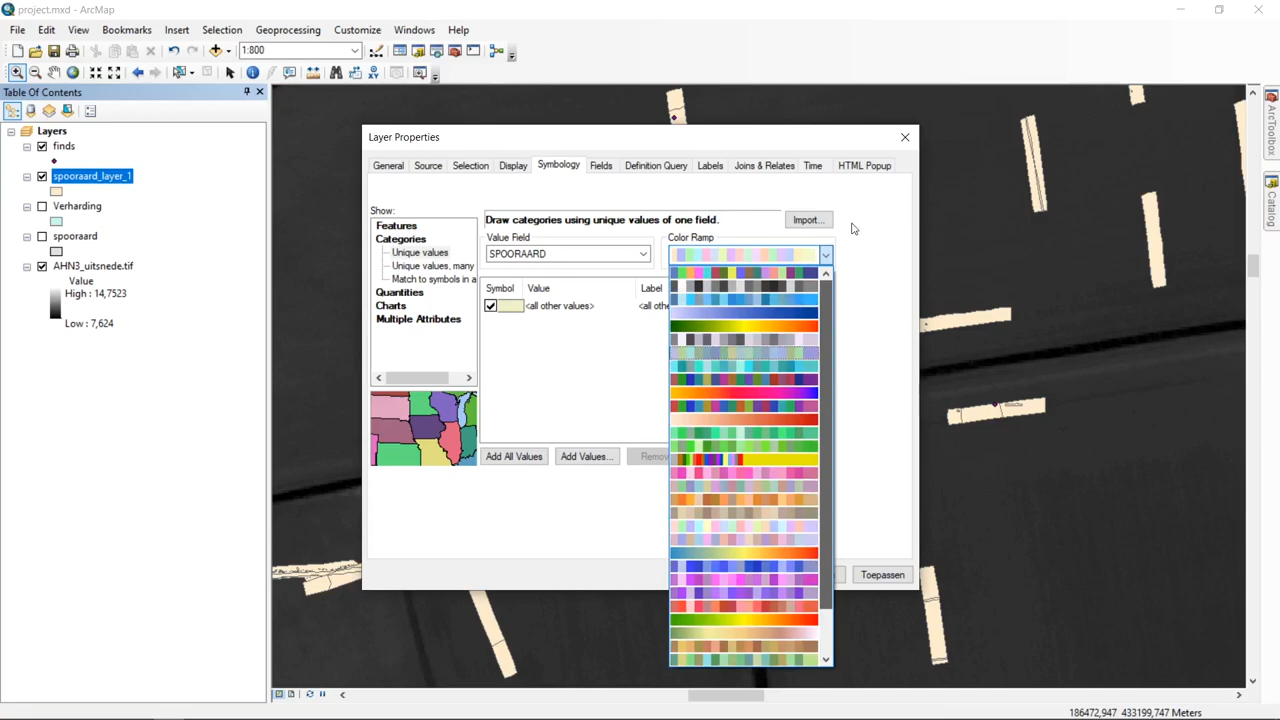 project.mxd - ArcMap
File Edit View Bookmarks Insert Selection Geoprocessing Customize Windows Help
1:800
Table Of Contents
Layers
finds
spooraard_layer_1
Verharding
spooraard
AHN3_uitsnede.tif
Value
High : 14,7523
Low : 7,624
Layer Properties
General Source Selection Display Symbology Fields Definition Query Labels Joins & Relates Time HTML Popup
Show:
Features
Categories
Unique values
Unique values, many
Match to symbols in a
Quantities
Charts
Multiple Attributes
Draw categories using unique values of one field.
Import...
Value Field
Color Ramp
SPOORAARD
Symbol Value Label
<all other values> <all othe
Add All Values Add Values... Remov
Toepassen
ArcToolbox
Catalog
186472,947 433199,747 Meters